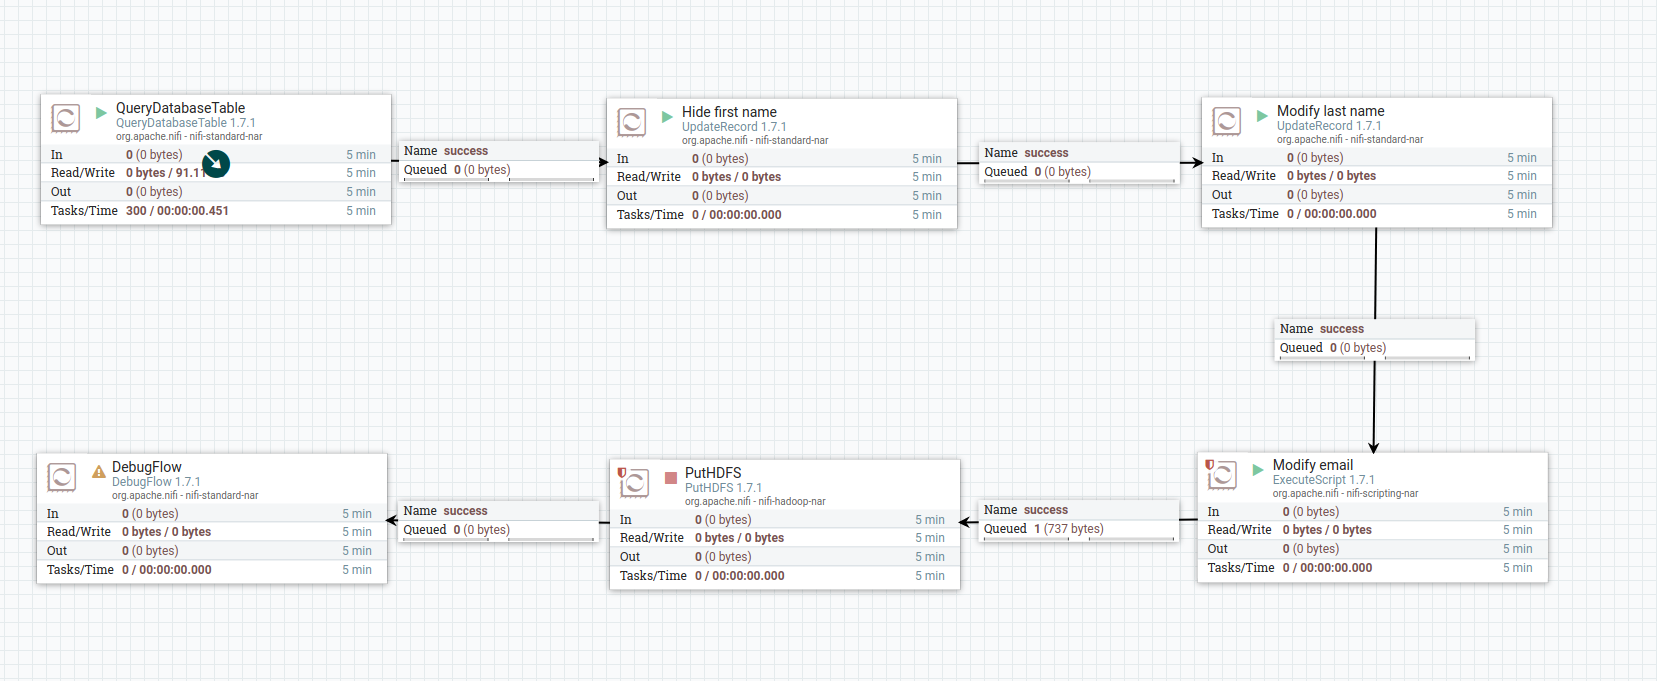 QueryDatabaseTable
QueryDatabaseTable 1.7.1
org.apache.nifi - nifi-standard-nar
In 0 (0 bytes) 5 min
Read/Write 0 bytes / 91.11 5 min
Out 0 (0 bytes) 5 min
Tasks/Time 300 / 00:00:00.451 5 min
Name success
Queued 0 (0 bytes)
Hide first name
UpdateRecord 1.7.1
org.apache.nifi - nifi-standard-nar
In 0 (0 bytes) 5 min
Read/Write 0 bytes / 0 bytes 5 min
Out 0 (0 bytes) 5 min
Tasks/Time 0 / 00:00:00.000 5 min
Name success
Queued 0 (0 bytes)
Modify last name
UpdateRecord 1.7.1
org.apache.nifi - nifi-standard-nar
In 0 (0 bytes) 5 min
Read/Write 0 bytes / 0 bytes 5 min
Out 0 (0 bytes) 5 min
Tasks/Time 0 / 00:00:00.000 5 min
Name success
Queued 0 (0 bytes)
Modify email
ExecuteScript 1.7.1
org.apache.nifi - nifi-scripting-nar
In 0 (0 bytes) 5 min
Read/Write 0 bytes / 0 bytes 5 min
Out 0 (0 bytes) 5 min
Tasks/Time 0 / 00:00:00.000 5 min
Name success
Queued 1 (737 bytes)
PutHDFS
PutHDFS 1.7.1
org.apache.nifi - nifi-hadoop-nar
In 0 (0 bytes) 5 min
Read/Write 0 bytes / 0 bytes 5 min
Out 0 (0 bytes) 5 min
Tasks/Time 0 / 00:00:00.000 5 min
Name success
Queued 0 (0 bytes)
DebugFlow
DebugFlow 1.7.1
org.apache.nifi - nifi-standard-nar
In 0 (0 bytes) 5 min
Read/Write 0 bytes / 0 bytes 5 min
Out 0 (0 bytes) 5 min
Tasks/Time 0 / 00:00:00.000 5 min